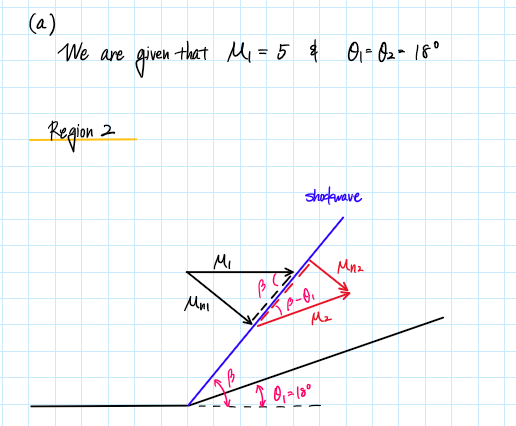 (a)
We are given that M₁ = 5 & θ₁ = θ₂ = 18°
Region 2
shockwave
M₁
Mn₂
β
Mn₁
β-θ₁
M₂
β
θ₁=18°